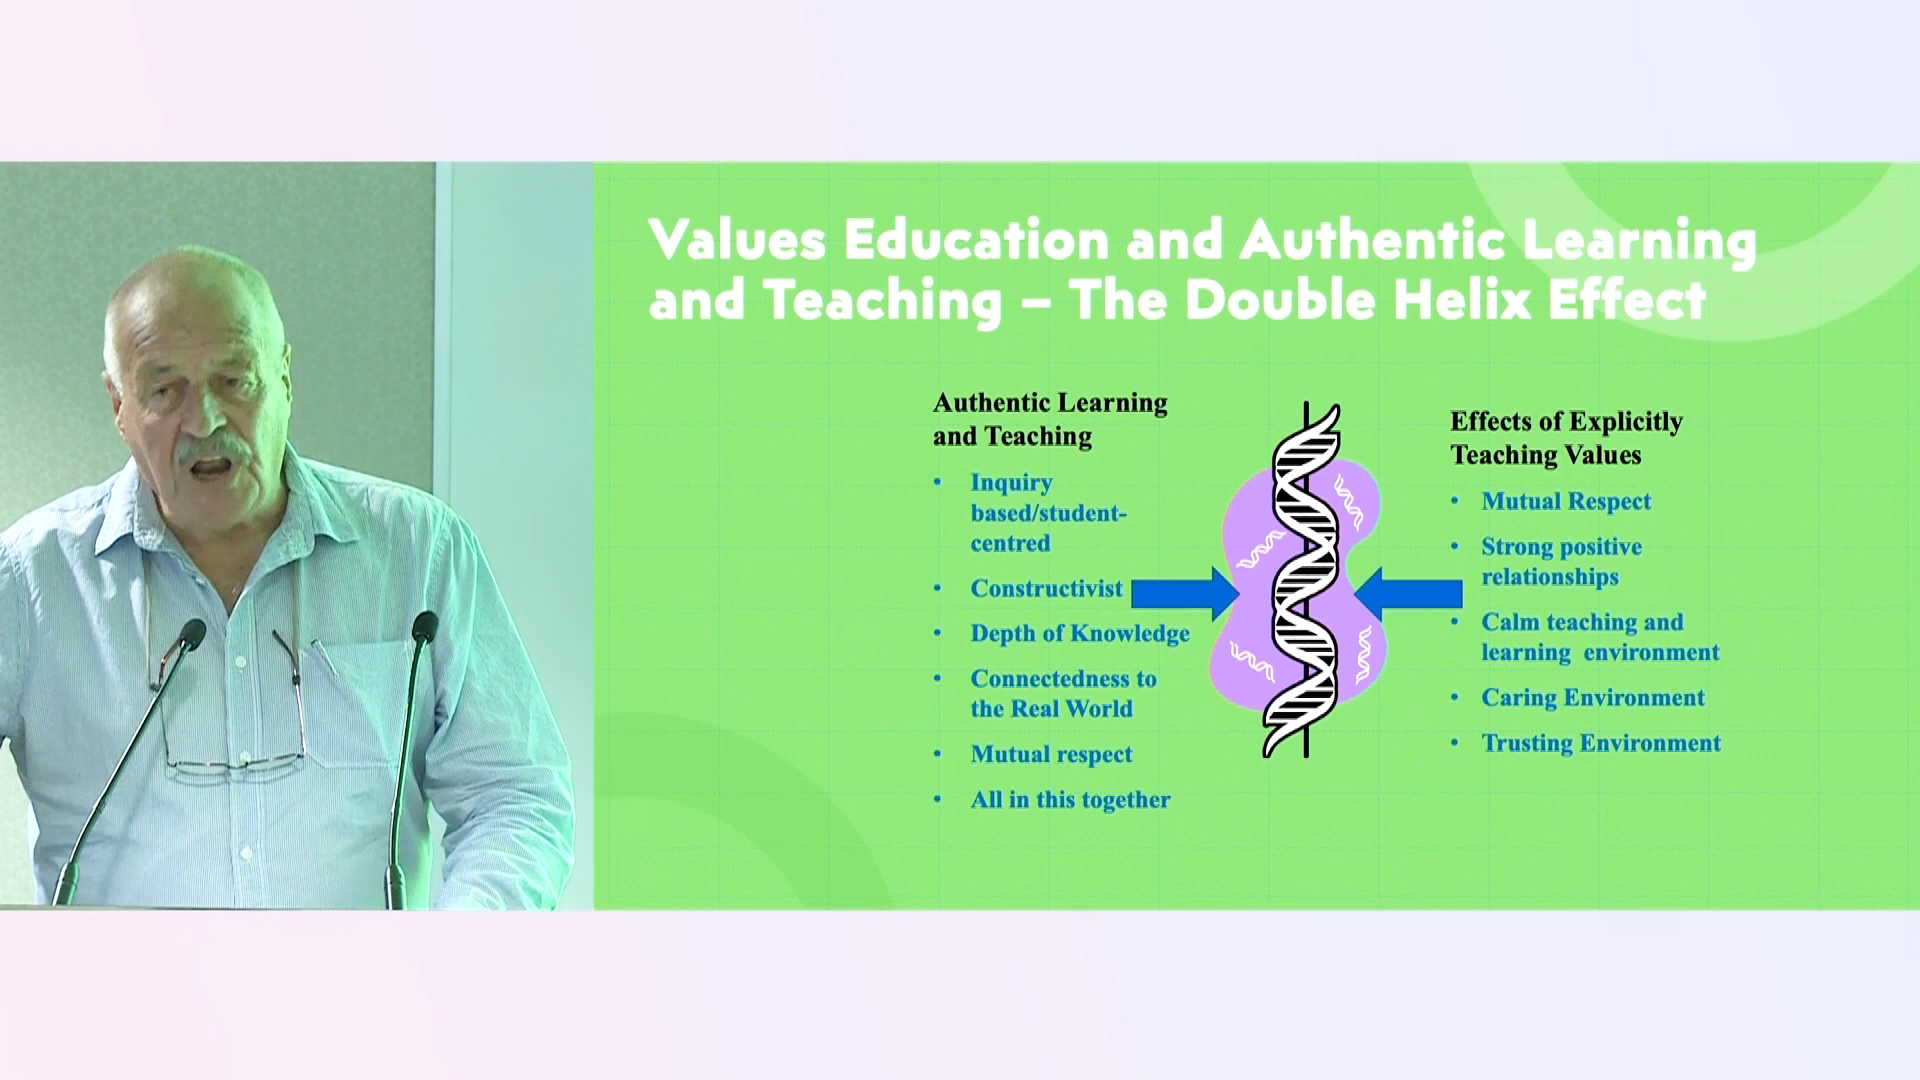 Values Education and Authentic Learning
and Teaching – The Double Helix Effect
Authentic Learning
and Teaching
• Inquiry
based/student-
centred
• Constructivist
• Depth of Knowledge
• Connectedness to
the Real World
• Mutual respect
• All in this together
Effects of Explicitly
Teaching Values
• Mutual Respect
• Strong positive
relationships
• Calm teaching and
learning  environment
• Caring Environment
• Trusting Environment